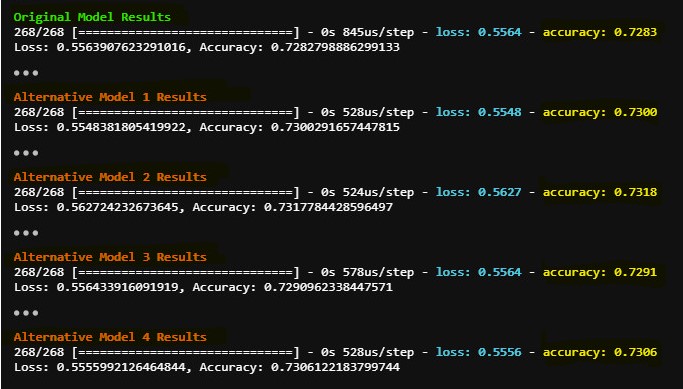 Original Model Results
268/268 [==============================] - 0s 845us/step - loss: 0.5564 - accuracy: 0.7283
Loss: 0.5563907623291016, Accuracy: 0.7282798886299133
•••
Alternative Model 1 Results
268/268 [==============================] - 0s 528us/step - loss: 0.5548 - accuracy: 0.7300
Loss: 0.5548381805419922, Accuracy: 0.7300291657447815
•••
Alternative Model 2 Results
268/268 [==============================] - 0s 524us/step - loss: 0.5627 - accuracy: 0.7318
Loss: 0.562724232673645, Accuracy: 0.7317784428596497
•••
Alternative Model 3 Results
268/268 [==============================] - 0s 578us/step - loss: 0.5564 - accuracy: 0.7291
Loss: 0.556433916091919, Accuracy: 0.7290962338447571
•••
Alternative Model 4 Results
268/268 [==============================] - 0s 528us/step - loss: 0.5556 - accuracy: 0.7306
Loss: 0.5555992126464844, Accuracy: 0.7306122183799744